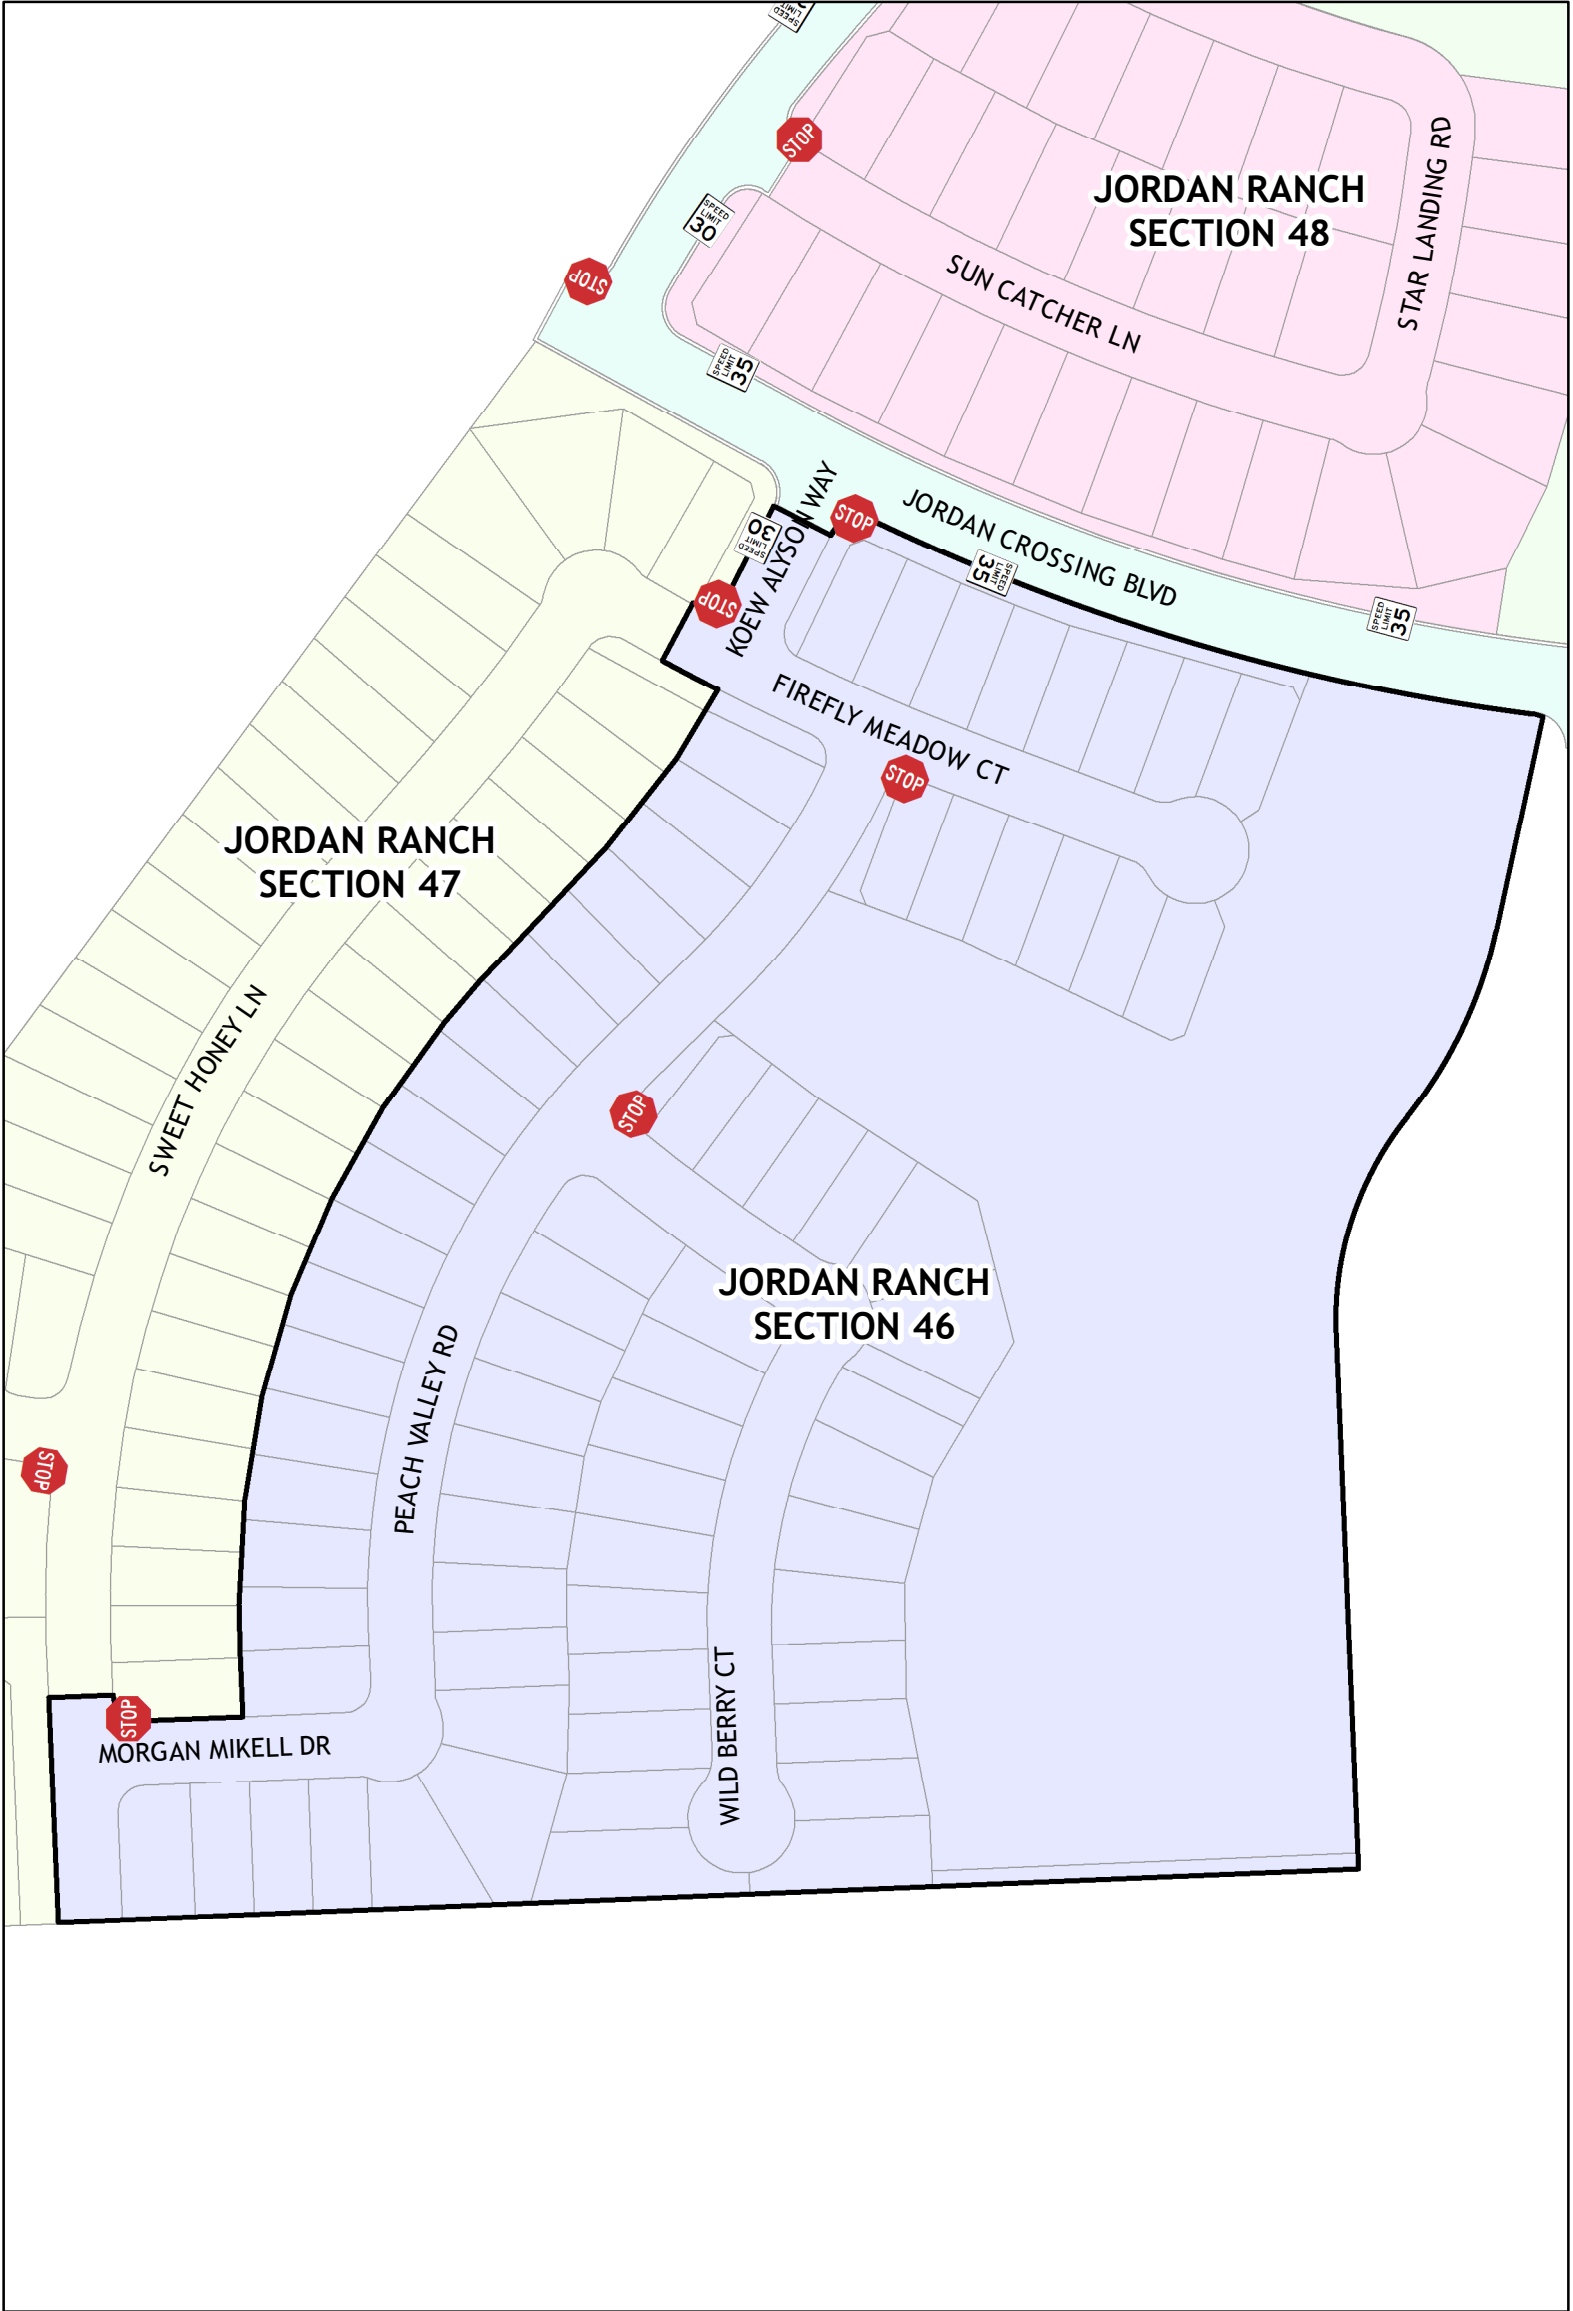 SPEED
LIMIT
STOP
JORDAN RANCH
SECTION 48
STAR LANDING RD
SPEED
LIMIT
30
SUN CATCHER LN
STOP
SPEED
LIMIT
35
KOEW ALYSON WAY
STOP
JORDAN CROSSING BLVD
SPEED
LIMIT
30
SPEED
LIMIT
35
SPEED
LIMIT
35
STOP
FIREFLY MEADOW CT
STOP
JORDAN RANCH
SECTION 47
SWEET HONEY LN
STOP
JORDAN RANCH
SECTION 46
PEACH VALLEY RD
STOP
WILD BERRY CT
STOP
MORGAN MIKELL DR